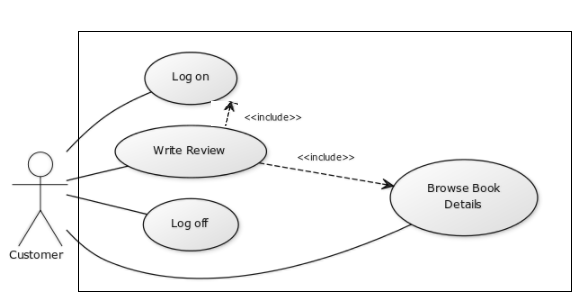 Log on
<<include>>
Write Review
<<include>>
Browse Book
Details
Log off
Customer